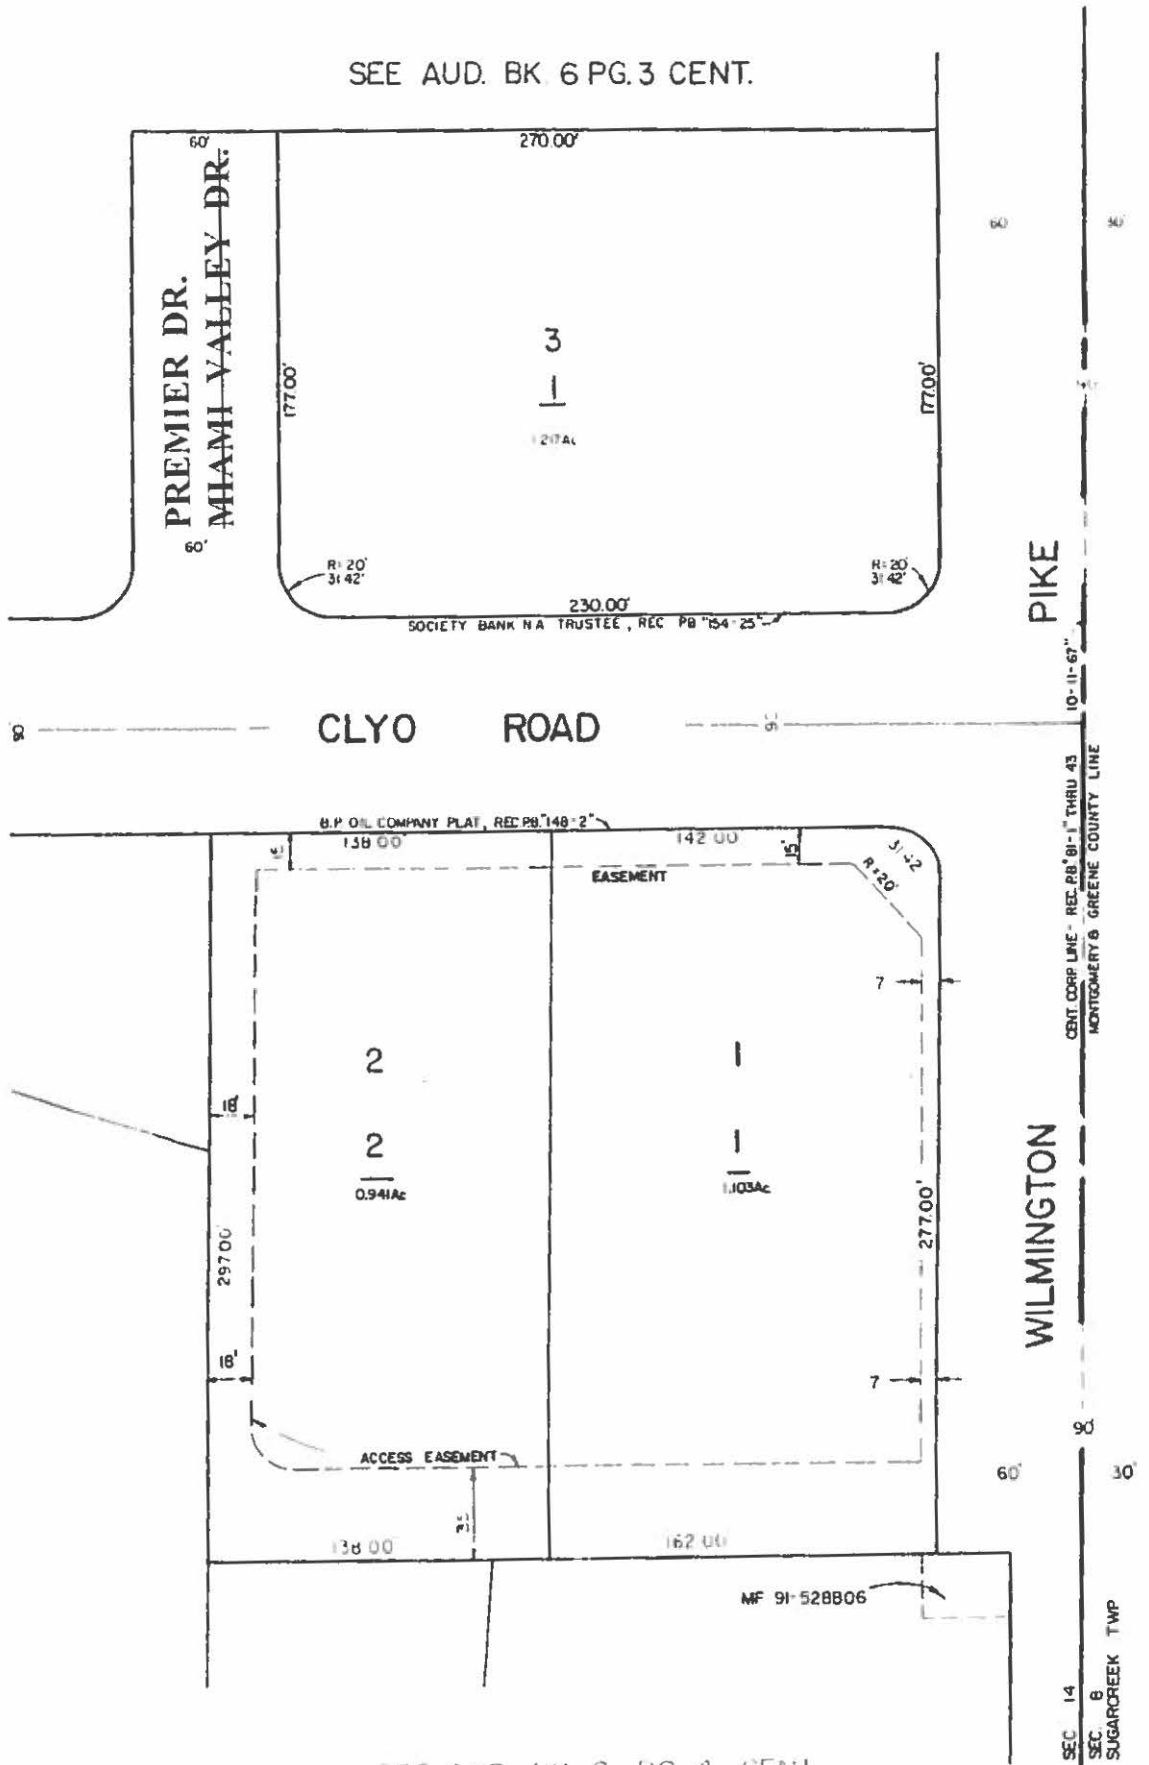 SEE AUD. BK 6 PG. 3 CENT.
60'
270.00'
PREMIER DR.
MIAMI VALLEY DR.
60'
60
30'
177.00'
3
1
1.217Ac
177.00'
R=20'
31.42'
R=20'
31.42'
230.00'
SOCIETY BANK N A TRUSTEE, REC PB "154-25"
PIKE
CLYO ROAD
10-11-67"
CENT. CORP. LINE - REC. P.B." 81-1" THRU 43
MONTGOMERY & GREENE COUNTY LINE
B.P. OIL COMPANY PLAT, REC P.B."148-2"
138.00'
142.00
15'
15'
EASEMENT
31.42
R=20'
7
2
2
0.941Ac
1
1
1.103Ac
18'
297.00'
277.00'
WILMINGTON
18'
7
ACCESS EASEMENT
35'
138.00
162.00
90'
60'
30'
MF 91-528B06
SEC. 14
SEC. 8
SUGARCREEK TWP